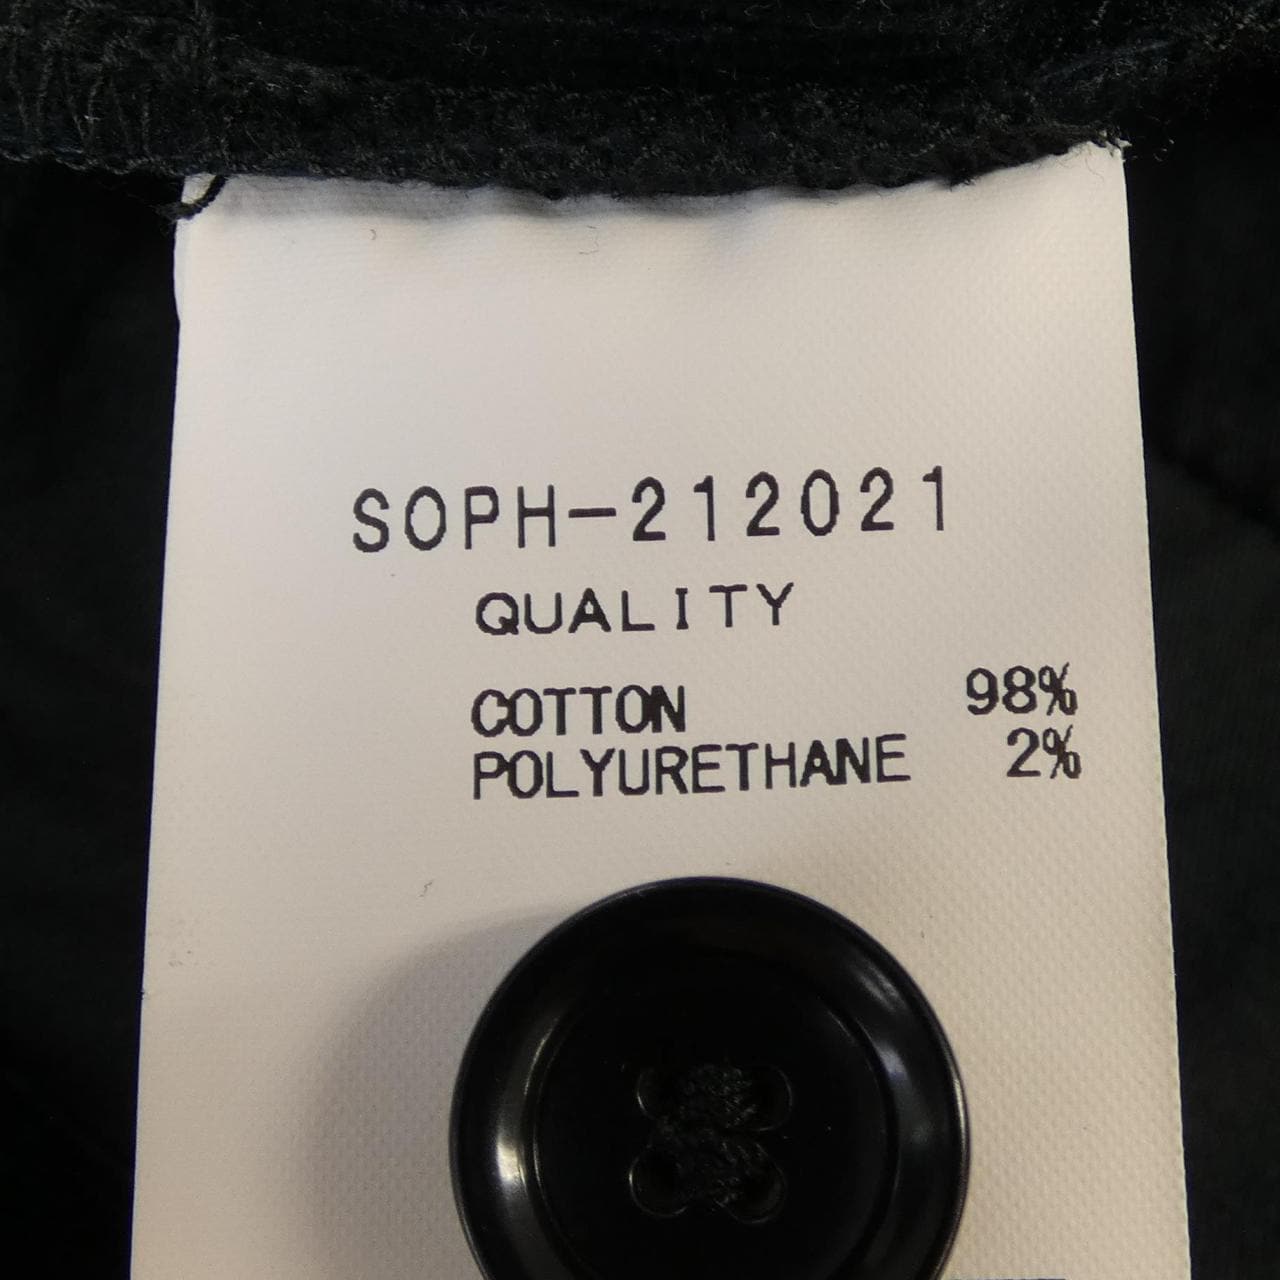 SOPH-212021
QUALITY
COTTON 98%
POLYURETHANE 2%